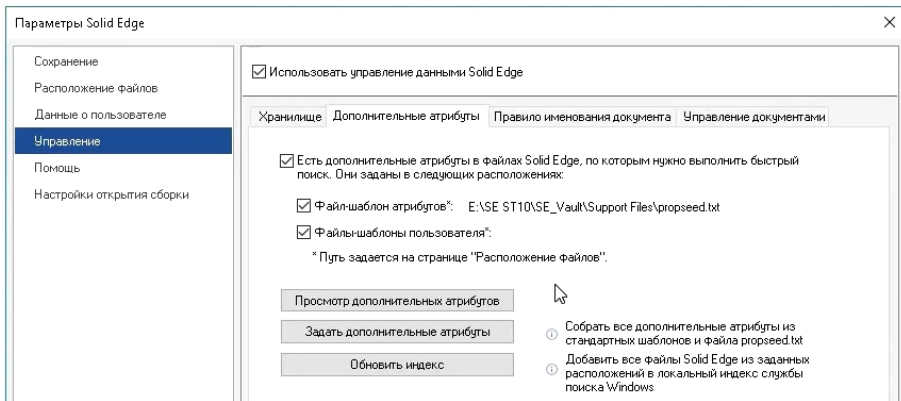 Параметры Solid Edge
Сохранение
Расположение файлов
Данные о пользователе
Управление
Помощь
Настройки открытия сборки
Использовать управление данными Solid Edge
Хранилище Дополнительные атрибуты Правило именования документа Управление документами
Есть дополнительные атрибуты в файлах Solid Edge, по которым нужно выполнить быстрый
поиск. Они заданы в следующих расположениях:
Файл-шаблон атрибутов*: E:\SE ST10\SE_Vault\Support Files\propseed.txt
Файлы-шаблоны пользователя*:
* Путь задается на странице "Расположение файлов".
Просмотр дополнительных атрибутов
Задать дополнительные атрибуты
Собрать все дополнительные атрибуты из
стандартных шаблонов и файла propseed.txt
Обновить индекс
Добавить все файлы Solid Edge из заданных
расположений в локальный индекс службы
поиска Windows